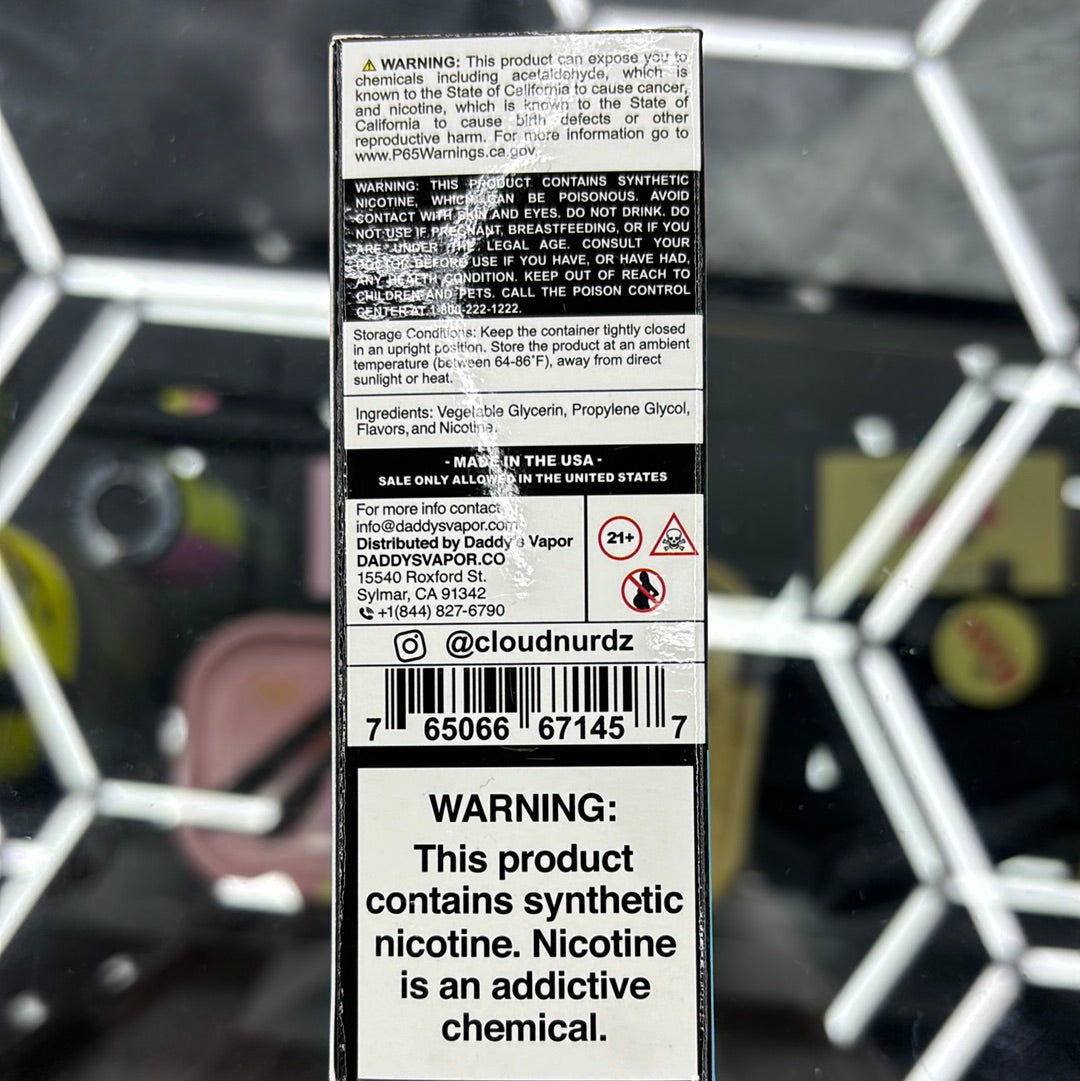 ⚠ WARNING: This product can expose you to
chemicals including acetaldehyde, which is
known to the State of California to cause cancer,
and nicotine, which is known to the State of
California to cause birth defects or other
reproductive harm. For more information go to
www.P65Warnings.ca.gov.
WARNING: THIS PRODUCT CONTAINS SYNTHETIC
NICOTINE, WHICH CAN BE POISONOUS. AVOID
CONTACT WITH SKIN AND EYES. DO NOT DRINK. DO
NOT USE IF PREGNANT, BREASTFEEDING, OR IF YOU
ARE UNDER THE LEGAL AGE. CONSULT YOUR
DOCTOR BEFORE USE IF YOU HAVE, OR HAVE HAD,
ANY HEALTH CONDITION. KEEP OUT OF REACH TO
CHILDREN AND PETS. CALL THE POISON CONTROL
CENTER AT 1-800-222-1222.
Storage Conditions: Keep the container tightly closed
in an upright position. Store the product at an ambient
temperature (between 64-86°F), away from direct
sunlight or heat.
Ingredients: Vegetable Glycerin, Propylene Glycol,
Flavors, and Nicotine.
- MADE IN THE USA -
SALE ONLY ALLOWED IN THE UNITED STATES
For more info contact
info@daddysvapor.com
Distributed by Daddy's Vapor
DADDYSVAPOR.CO
15540 Roxford St.
Sylmar, CA 91342
+1(844) 827-6790
21+
@cloudnurdz
7 65066 67145 7
WARNING:
This product
contains synthetic
nicotine. Nicotine
is an addictive
chemical.